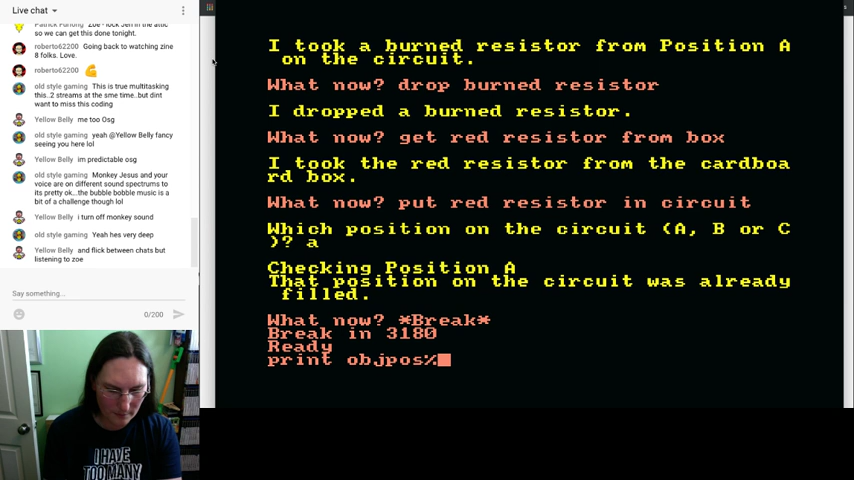 Live chat
Patrick Furlong Zoe - lock Jen in the attic
so we can get this done tonight.
roberto62200 Going back to watching zine
8 folks. Love.
roberto62200
old style gaming This is true multitasking
this..2 streams at the sme time..but dint
want to miss this coding
Yellow Belly me too Osg
old style gaming yeah @Yellow Belly fancy
seeing you here lol
Yellow Belly im predictable osg
old style gaming Monkey Jesus and your
voice are on different sound spectrums to
its pretty ok...the bubble bobble music is a
bit of a challenge though lol
Yellow Belly i turn off monkey sound
old style gaming Yeah hes very deep
Yellow Belly and flick between chats but
listening to zoe
Say something...
0/200
I HAVE
TOO MANY
I took a burned resistor from Position A
on the circuit.
What now? drop burned resistor
I dropped a burned resistor.
What now? get red resistor from box
I took the red resistor from the cardboa
rd box.
What now? put red resistor in circuit
Which position on the circuit (A, B or C
)? a
Checking Position A
That position on the circuit was already
filled.
What now? *Break*
Break in 3180
Ready
print objpos%